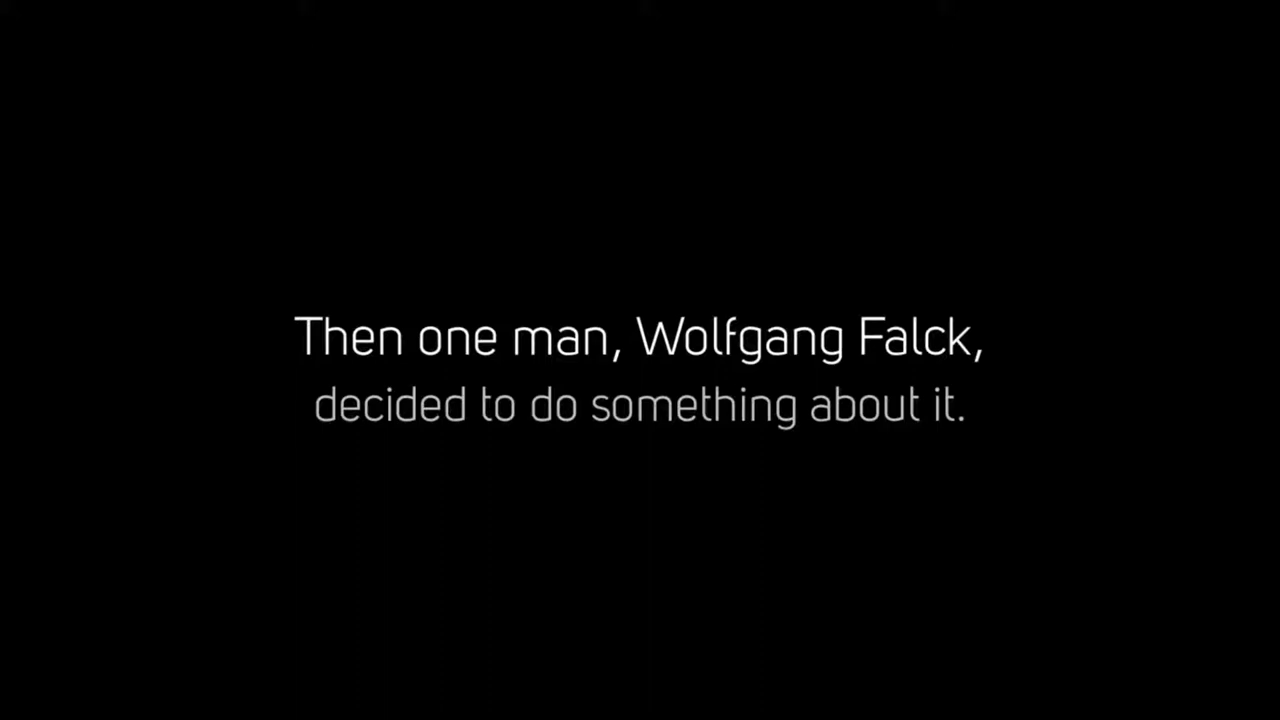 Then one man, Wolfgang Falck,
decided to do something about it.